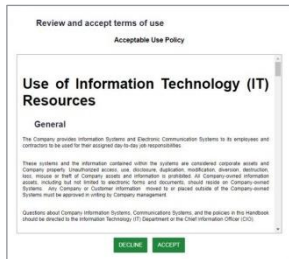 Review and accept terms of use
Acceptable Use Policy
Use of Information Technology (IT)
Resources
General
The Company provides Information Systems and Electronic Communication Systems to its employees and
contractors to be used for their assigned day-to-day job responsibilities.
These systems and the information contained within the systems are considered corporate assets and
Company property. Unauthorized access, use, disclosure, duplication, modification, diversion, destruction,
loss, misuse or theft of Company assets and information is prohibited. All Company-owned information
assets, including but not limited to electronic forms and documents, should reside on Company-owned
Systems. Any Company or Customer information moved to or placed outside of the Company-owned
Systems must be approved in writing by Company management.
Questions about Company Information Systems, Communications Systems, and the policies in this Handbook
should be directed to the Information Technology (IT) Department or the Chief Information Officer (CIO)
DECLINE ACCEPT